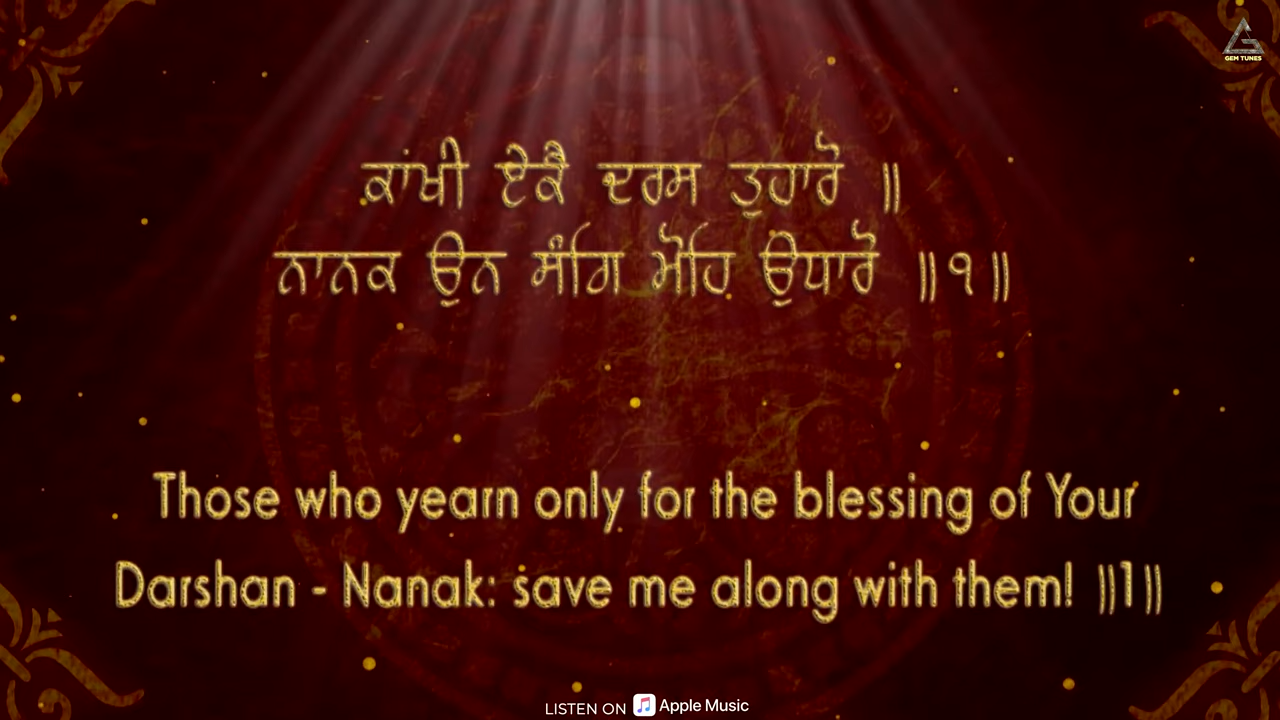 GEM TUNES
ਕਾਂਖੀ ਏਕੈ ਦਰਸ ਤੁਹਾਰੋ ॥
ਨਾਨਕ ਉਨ ਸੰਗਿ ਮੋਹਿ ਉਧਾਰੋ ॥੧॥
Those who yearn only for the blessing of Your
Darshan - Nanak: save me along with them! ॥1॥
LISTEN ON Apple Music